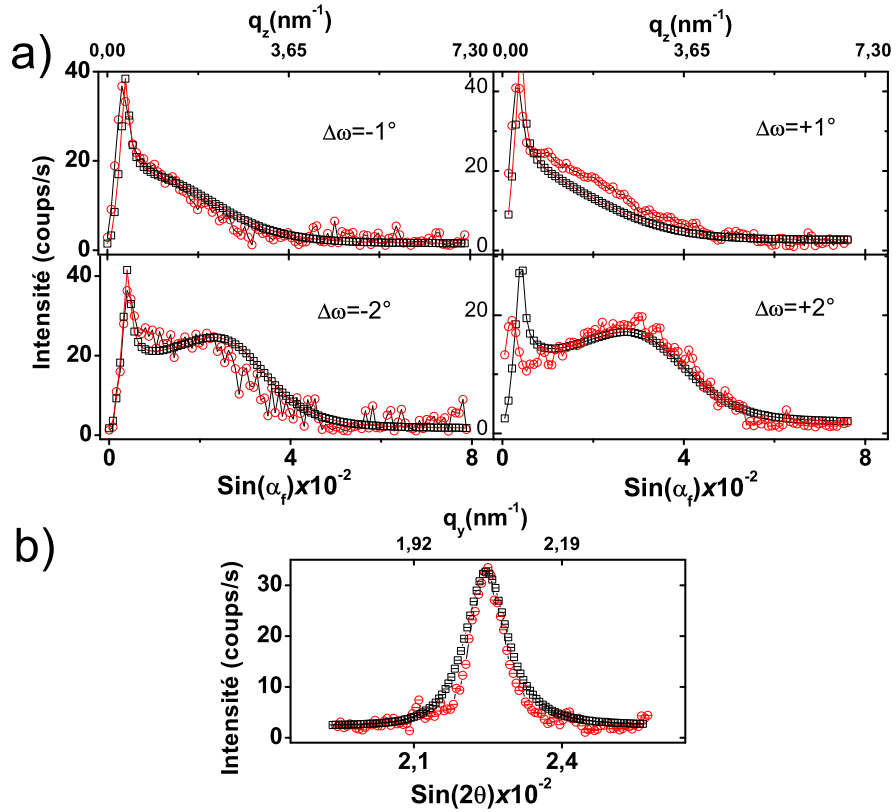 a)
q_z(nm⁻¹) q_z(nm⁻¹)
0,00 3,65 7,30 0,00 3,65 7,30
40 40
Δω=-1° Δω=+1°
20 20
0 0
Intensité (coups/s)
40
Δω=-2° Δω=+2°
20 20
0 0
0 4 8 0 4 8
Sin(α_f)x10⁻² Sin(α_f)x10⁻²
b)
q_y(nm⁻¹)
1,92 2,19
Intensité (coups/s)
30
20
10
0
2,1 2,4
Sin(2θ)x10⁻²